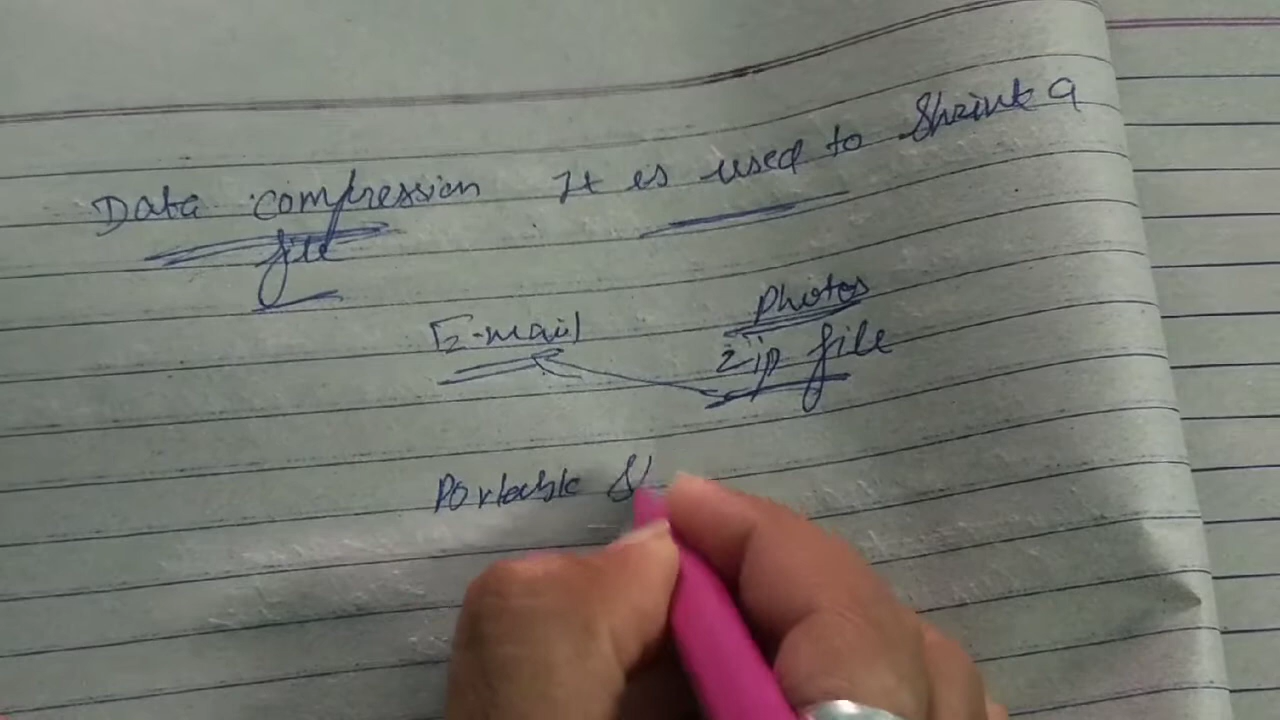 Data compression It is used to Shrink a
file
E-mail
Photos
Zip file
Portable